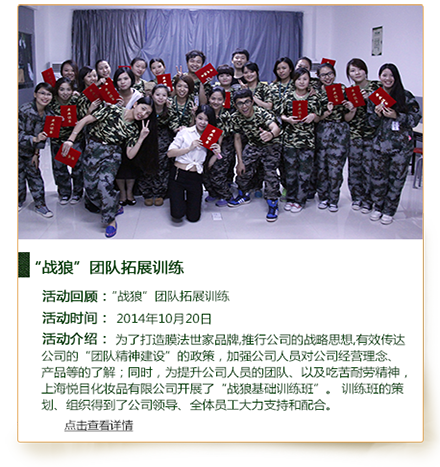 “战狼”团队拓展训练
活动回顾：“战狼”团队拓展训练
活动时间： 2014年10月20日
活动介绍： 为了打造膜法世家品牌,推行公司的战略思想,有效传达
公司的“团队精神建设”的政策，加强公司人员对公司经营理念、
产品等的了解；同时，为提升公司人员的团队、以及吃苦耐劳精神，
上海悦目化妆品有限公司开展了“战狼基础训练班”。 训练班的策
划、组织得到了公司领导、全体员工大力支持和配合。
点击查看详情